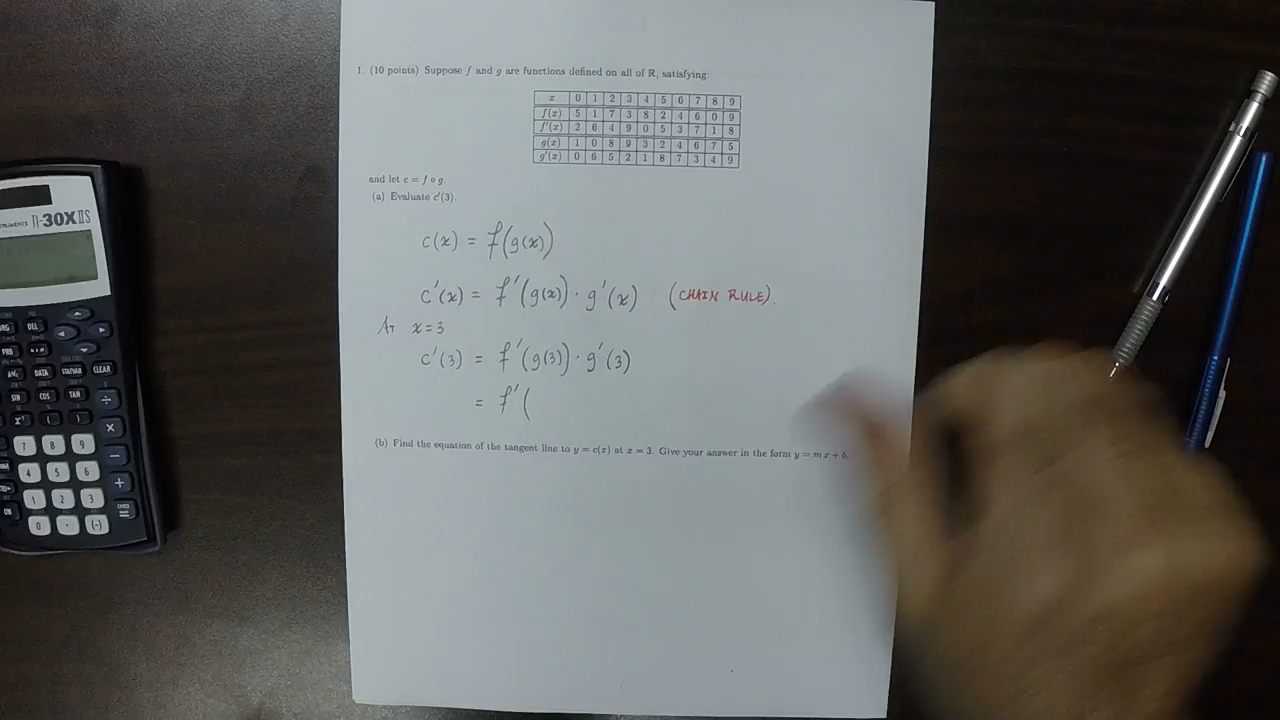 1. (10 points) Suppose f and g are functions defined on all of ℝ, satisfying:
x 0 1 2 3 4 5 6 7 8 9
f(x) 5 1 7 3 8 2 4 6 0 9
f′(x) 2 6 4 9 0 5 3 7 1 8
g(x) 1 0 8 9 3 2 4 6 7 5
g′(x) 0 6 5 2 1 8 7 3 4 9
and let c = f ∘ g.
(a) Evaluate c′(3).
c(x) = f(g(x))
c′(x) = f′(g(x)) · g′(x) (CHAIN RULE).
AT x=3
c′(3) = f′(g(3)) · g′(3)
= f′(
(b) Find the equation of the tangent line to y = c(x) at x = 3. Give your answer in the form y = m x + b.
TI-30X IIS
DEL
DATA STATVAR CLEAR
SIN COS TAN ÷
( ) ×
7 8 9 −
4 5 6 +
1 2 3
ON 0 . (-) =